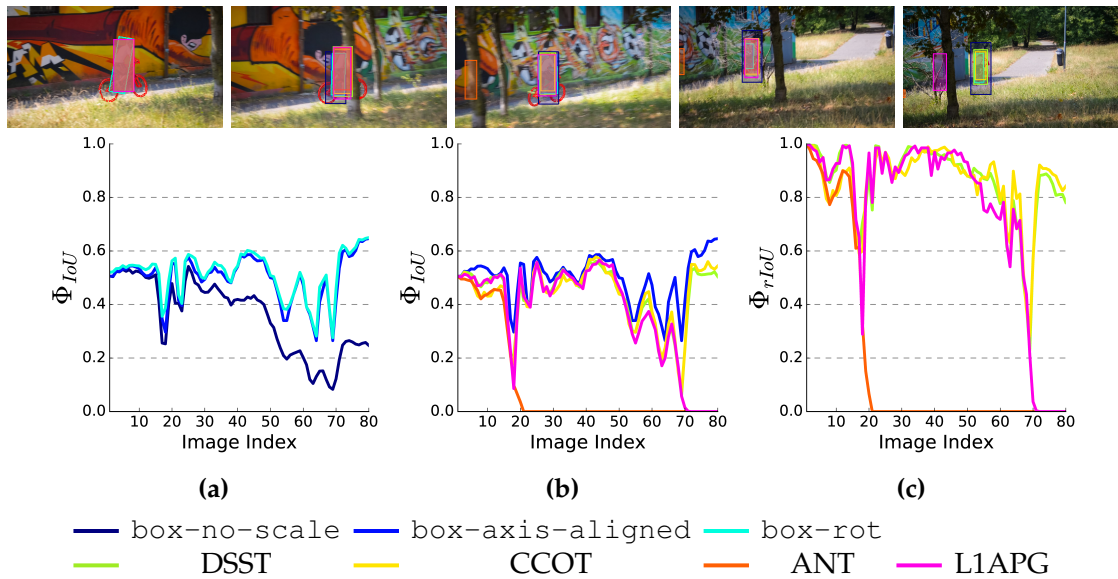 1.0
0.8
0.6
0.4
0.2
0.0
Φ_IoU
10 20 30 40 50 60 70 80
Image Index
(a)
1.0
0.8
0.6
0.4
0.2
0.0
Φ_IoU
10 20 30 40 50 60 70 80
Image Index
(b)
1.0
0.8
0.6
0.4
0.2
0.0
Φ_rIoU
10 20 30 40 50 60 70 80
Image Index
(c)
box-no-scale box-axis-aligned box-rot
DSST CCOT ANT L1APG